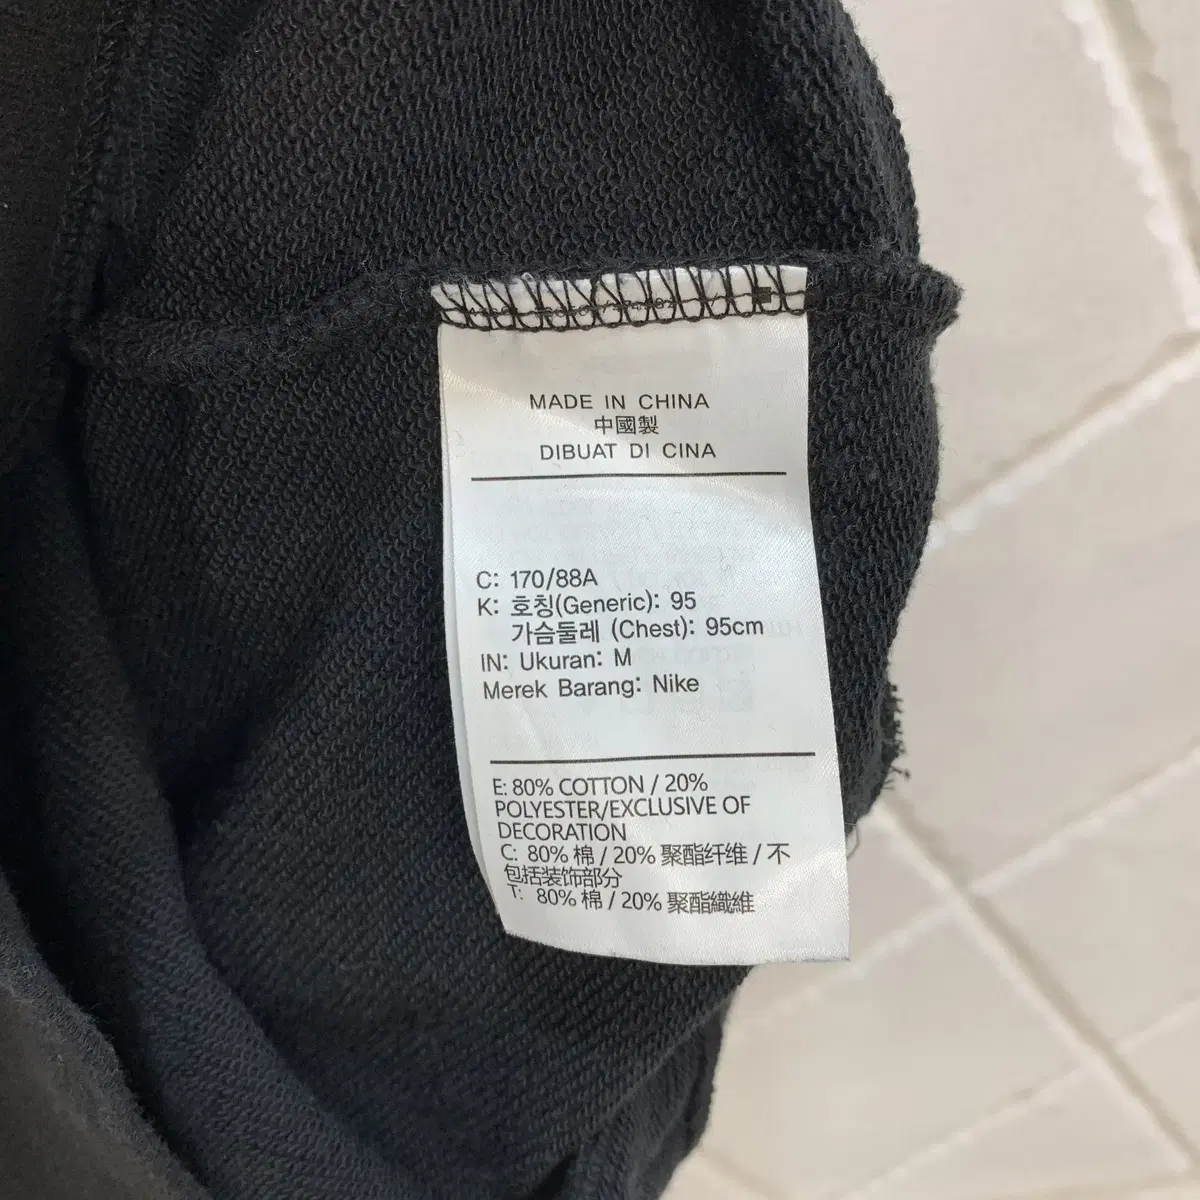 MADE IN CHINA
中國製
DIBUAT DI CINA
C: 170/88A
K: 호칭(Generic): 95
가슴둘레 (Chest): 95cm
IN: Ukuran: M
Merek Barang: Nike
E: 80% COTTON / 20%
POLYESTER/EXCLUSIVE OF
DECORATION
C: 80% 棉 / 20% 聚酯纤维 / 不
包括装饰部分
T: 80% 棉 / 20% 聚酯織維